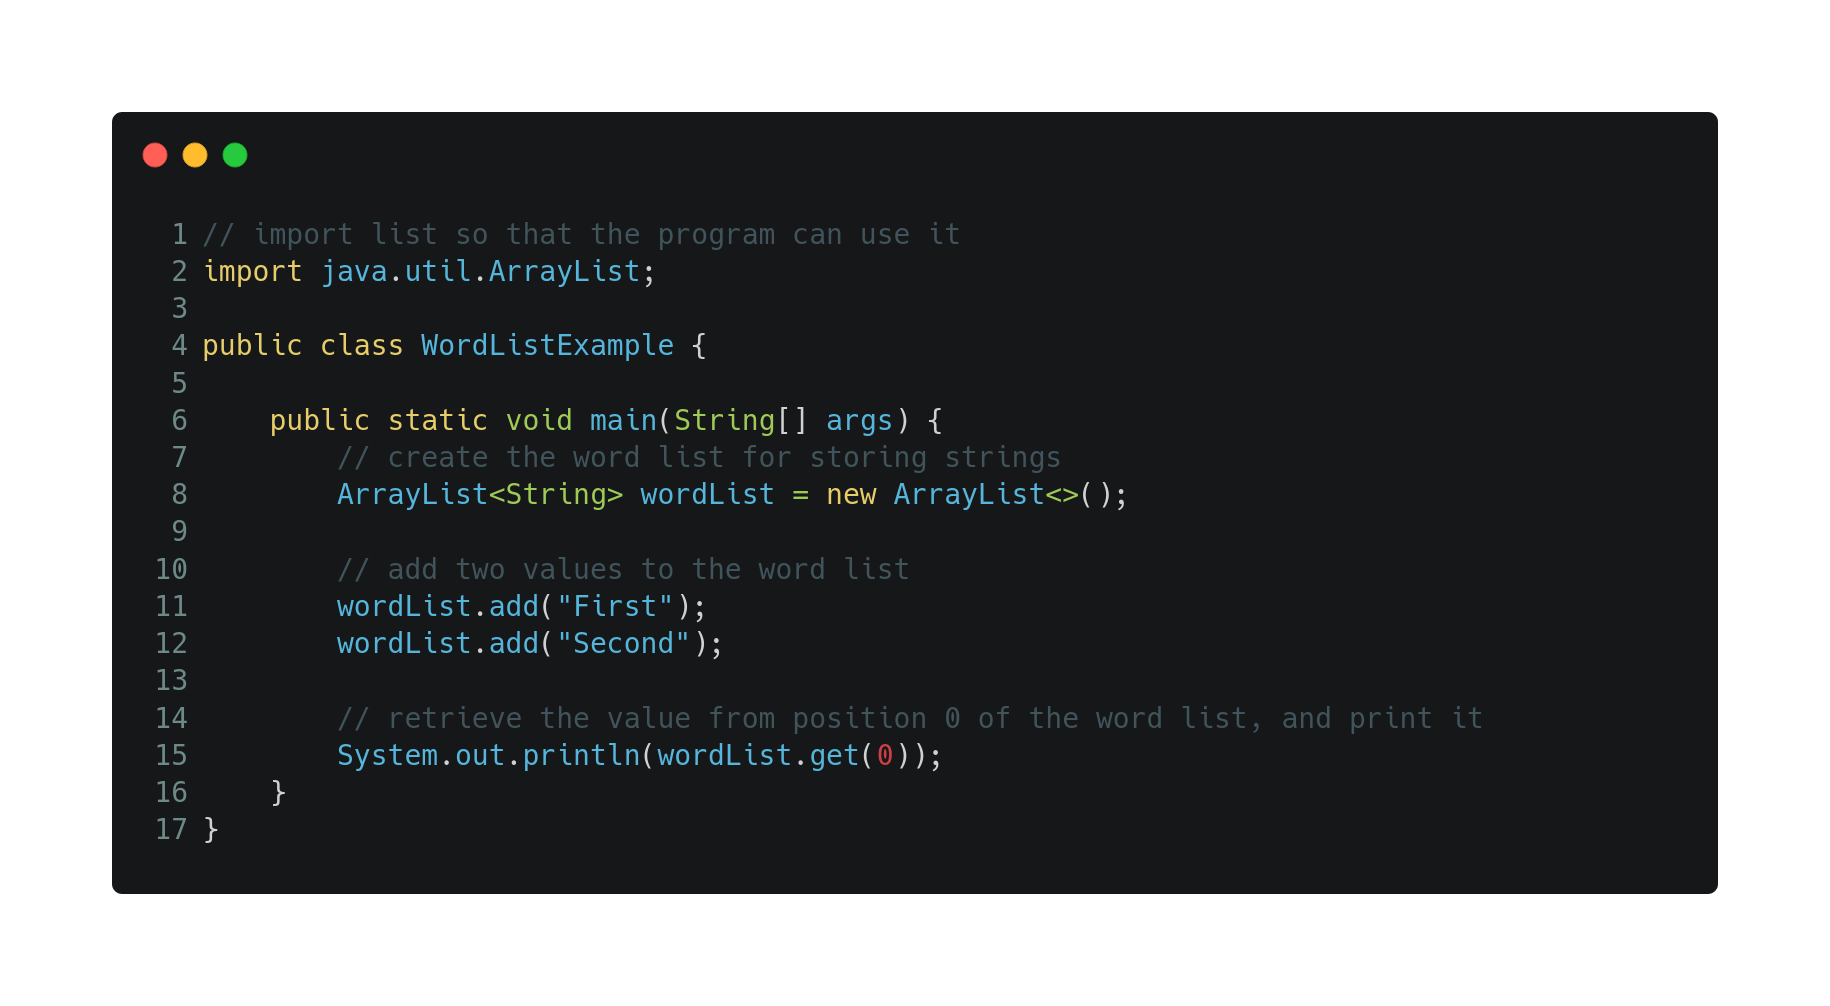 1 // import list so that the program can use it
2 import java.util.ArrayList;
3
4 public class WordListExample {
5
6     public static void main(String[] args) {
7         // create the word list for storing strings
8         ArrayList<String> wordList = new ArrayList<>();
9
10         // add two values to the word list
11         wordList.add("First");
12         wordList.add("Second");
13
14         // retrieve the value from position 0 of the word list, and print it
15         System.out.println(wordList.get(0));
16     }
17 }